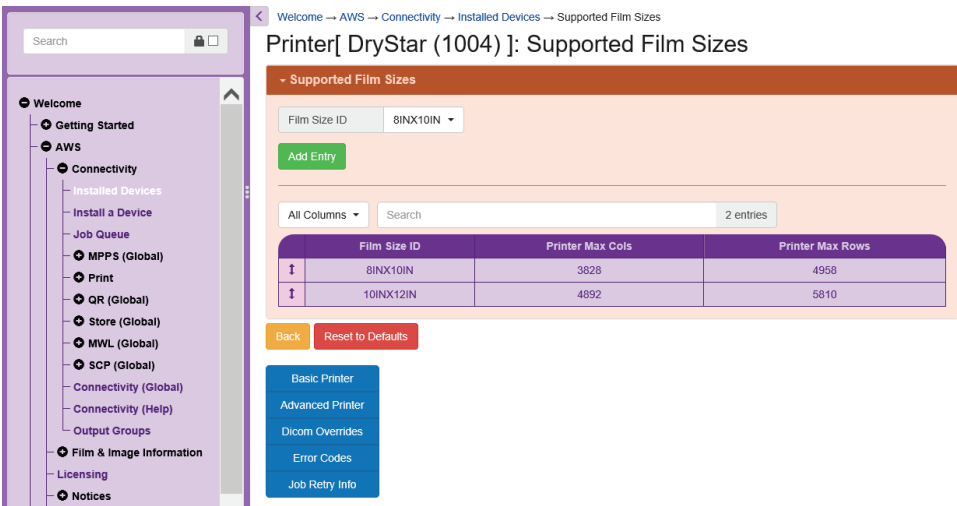 Search
Welcome
Getting Started
AWS
Connectivity
Installed Devices
Install a Device
Job Queue
MPPS (Global)
Print
QR (Global)
Store (Global)
MWL (Global)
SCP (Global)
Connectivity (Global)
Connectivity (Help)
Output Groups
Film & Image Information
Licensing
Notices
Welcome → AWS → Connectivity → Installed Devices → Supported Film Sizes
Printer[ DryStar (1004) ]: Supported Film Sizes
Supported Film Sizes
Film Size ID 8INX10IN
Add Entry
All Columns Search 2 entries
Film Size ID Printer Max Cols Printer Max Rows
8INX10IN 3828 4958
10INX12IN 4892 5810
Back Reset to Defaults
Basic Printer
Advanced Printer
Dicom Overrides
Error Codes
Job Retry Info